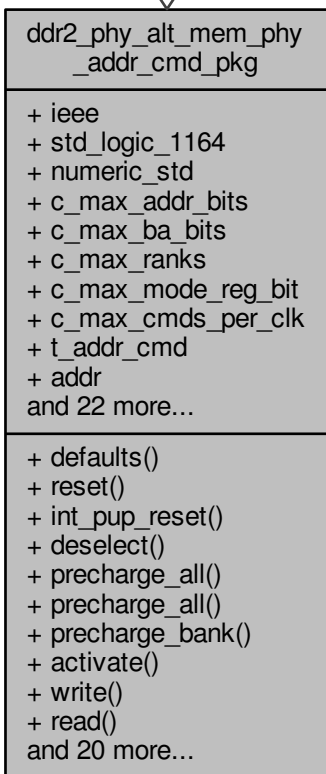 ddr2_phy_alt_mem_phy
_addr_cmd_pkg
+ ieee
+ std_logic_1164
+ numeric_std
+ c_max_addr_bits
+ c_max_ba_bits
+ c_max_ranks
+ c_max_mode_reg_bit
+ c_max_cmds_per_clk
+ t_addr_cmd
+ addr
and 22 more...
+ defaults()
+ reset()
+ int_pup_reset()
+ deselect()
+ precharge_all()
+ precharge_all()
+ precharge_bank()
+ activate()
+ write()
+ read()
and 20 more...